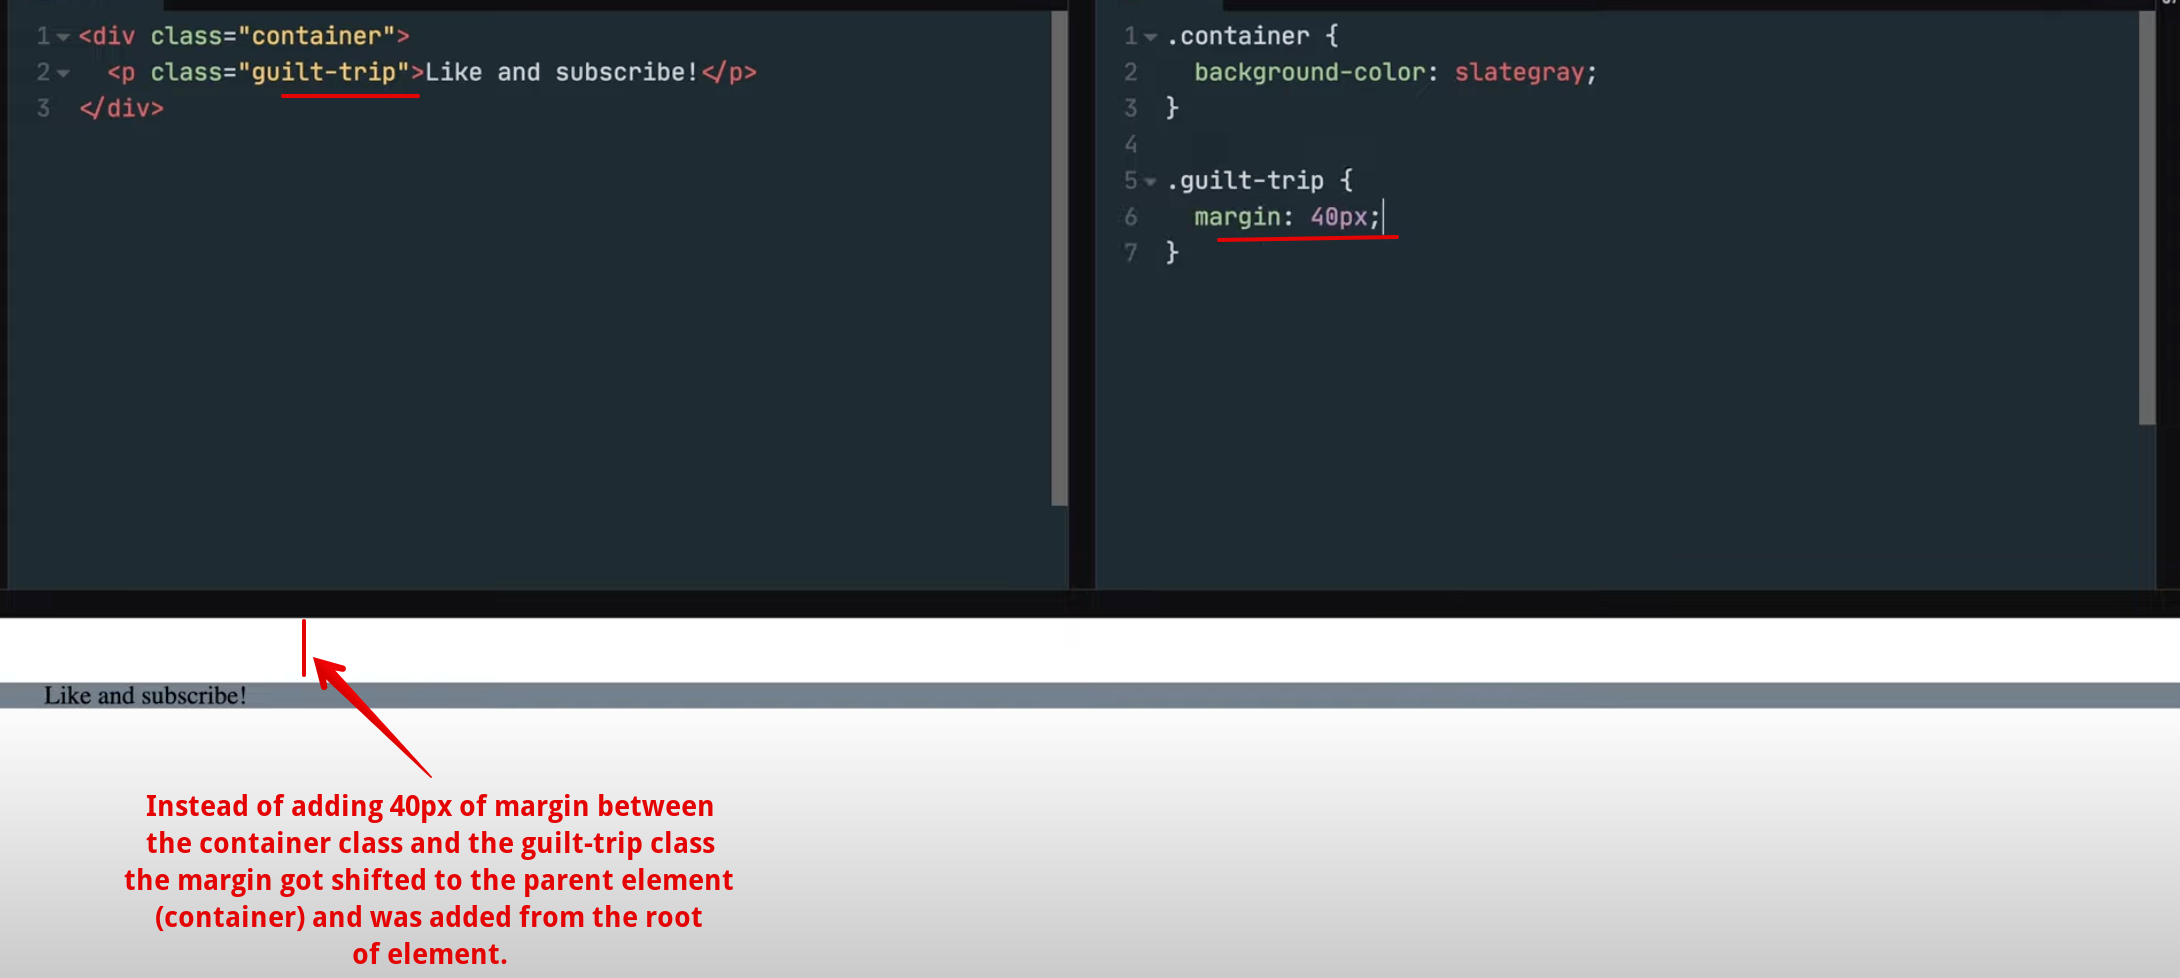 1 <div class="container">
2 <p class="guilt-trip">Like and subscribe!</p>
3 </div>
1 .container {
2 background-color: slategray;
3 }
4
5 .guilt-trip {
6 margin: 40px;
7 }
Like and subscribe!
Instead of adding 40px of margin between
the container class and the guilt-trip class
the margin got shifted to the parent element
(container) and was added from the root
of element.